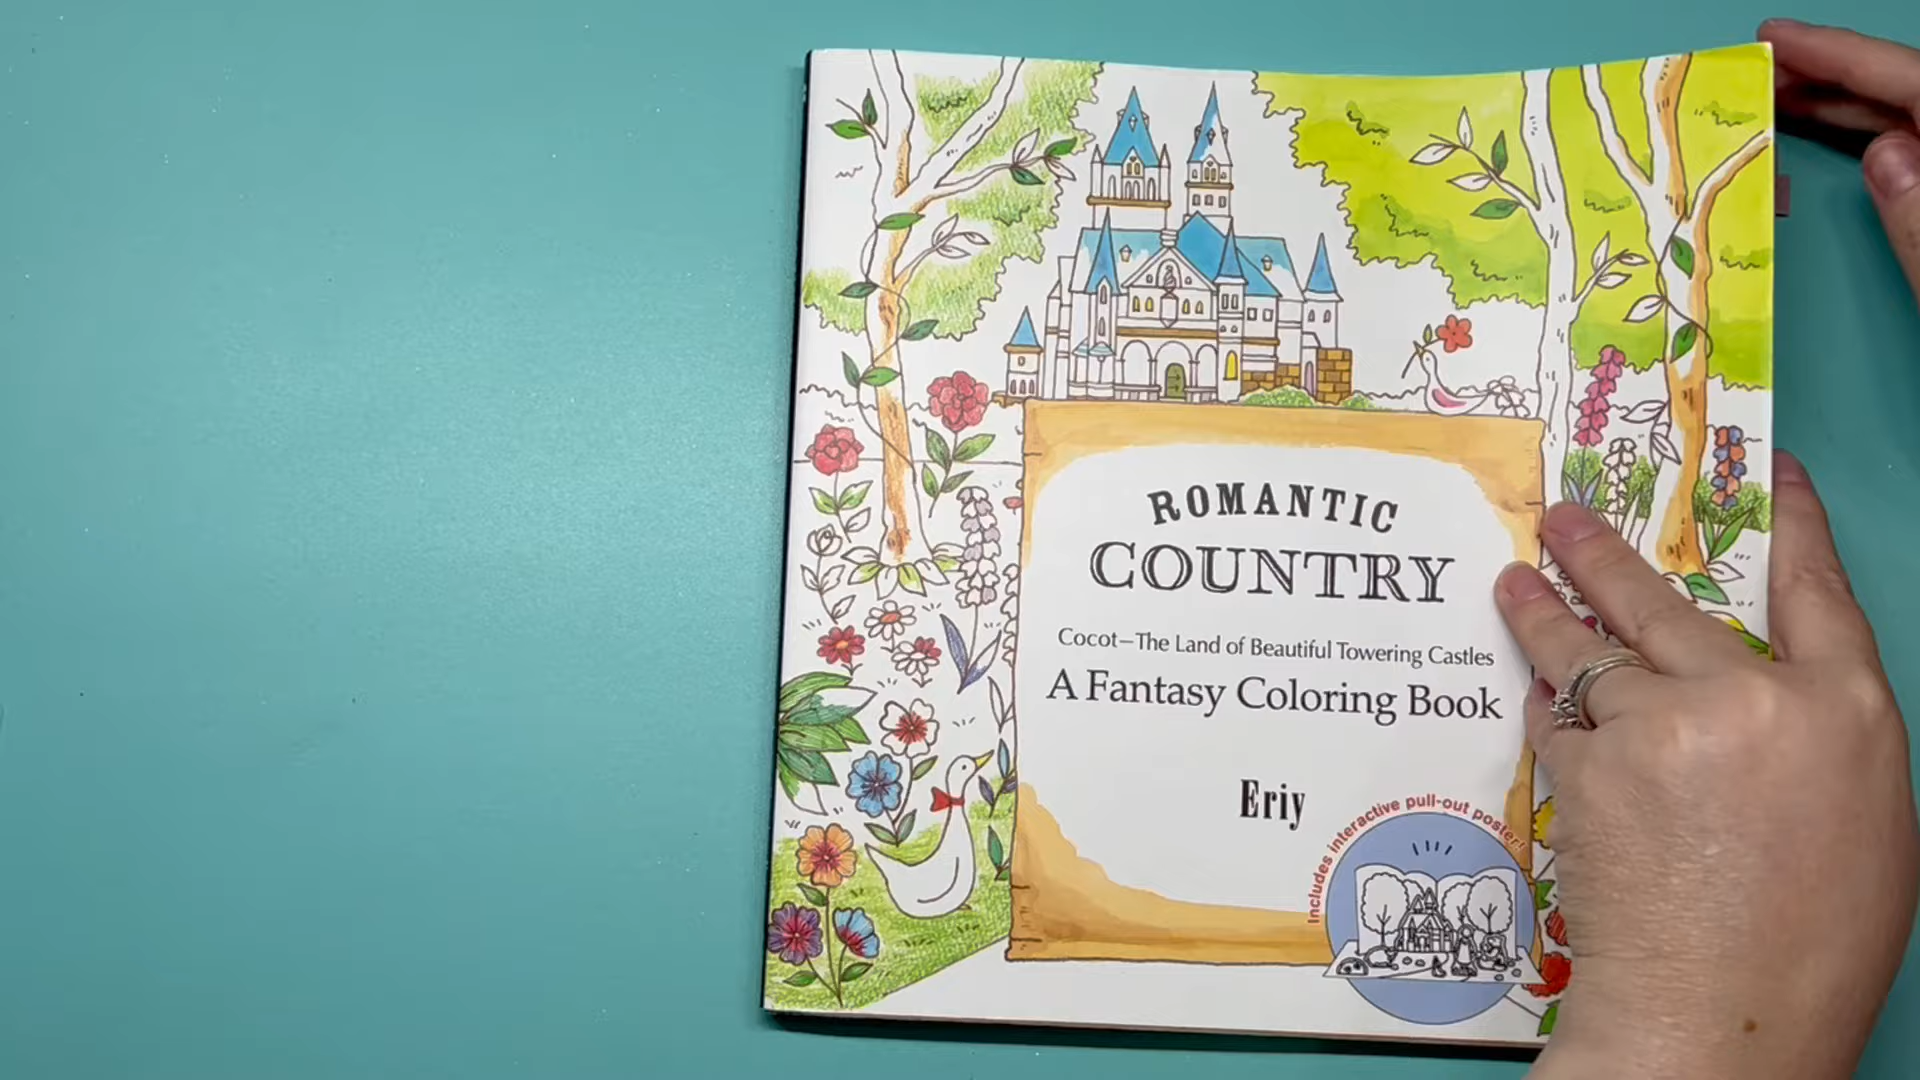 ROMANTIC
COUNTRY
Cocot—The Land of Beautiful Towering Castles
A Fantasy Coloring Book
Eriy
Includes interactive pull-out poster!